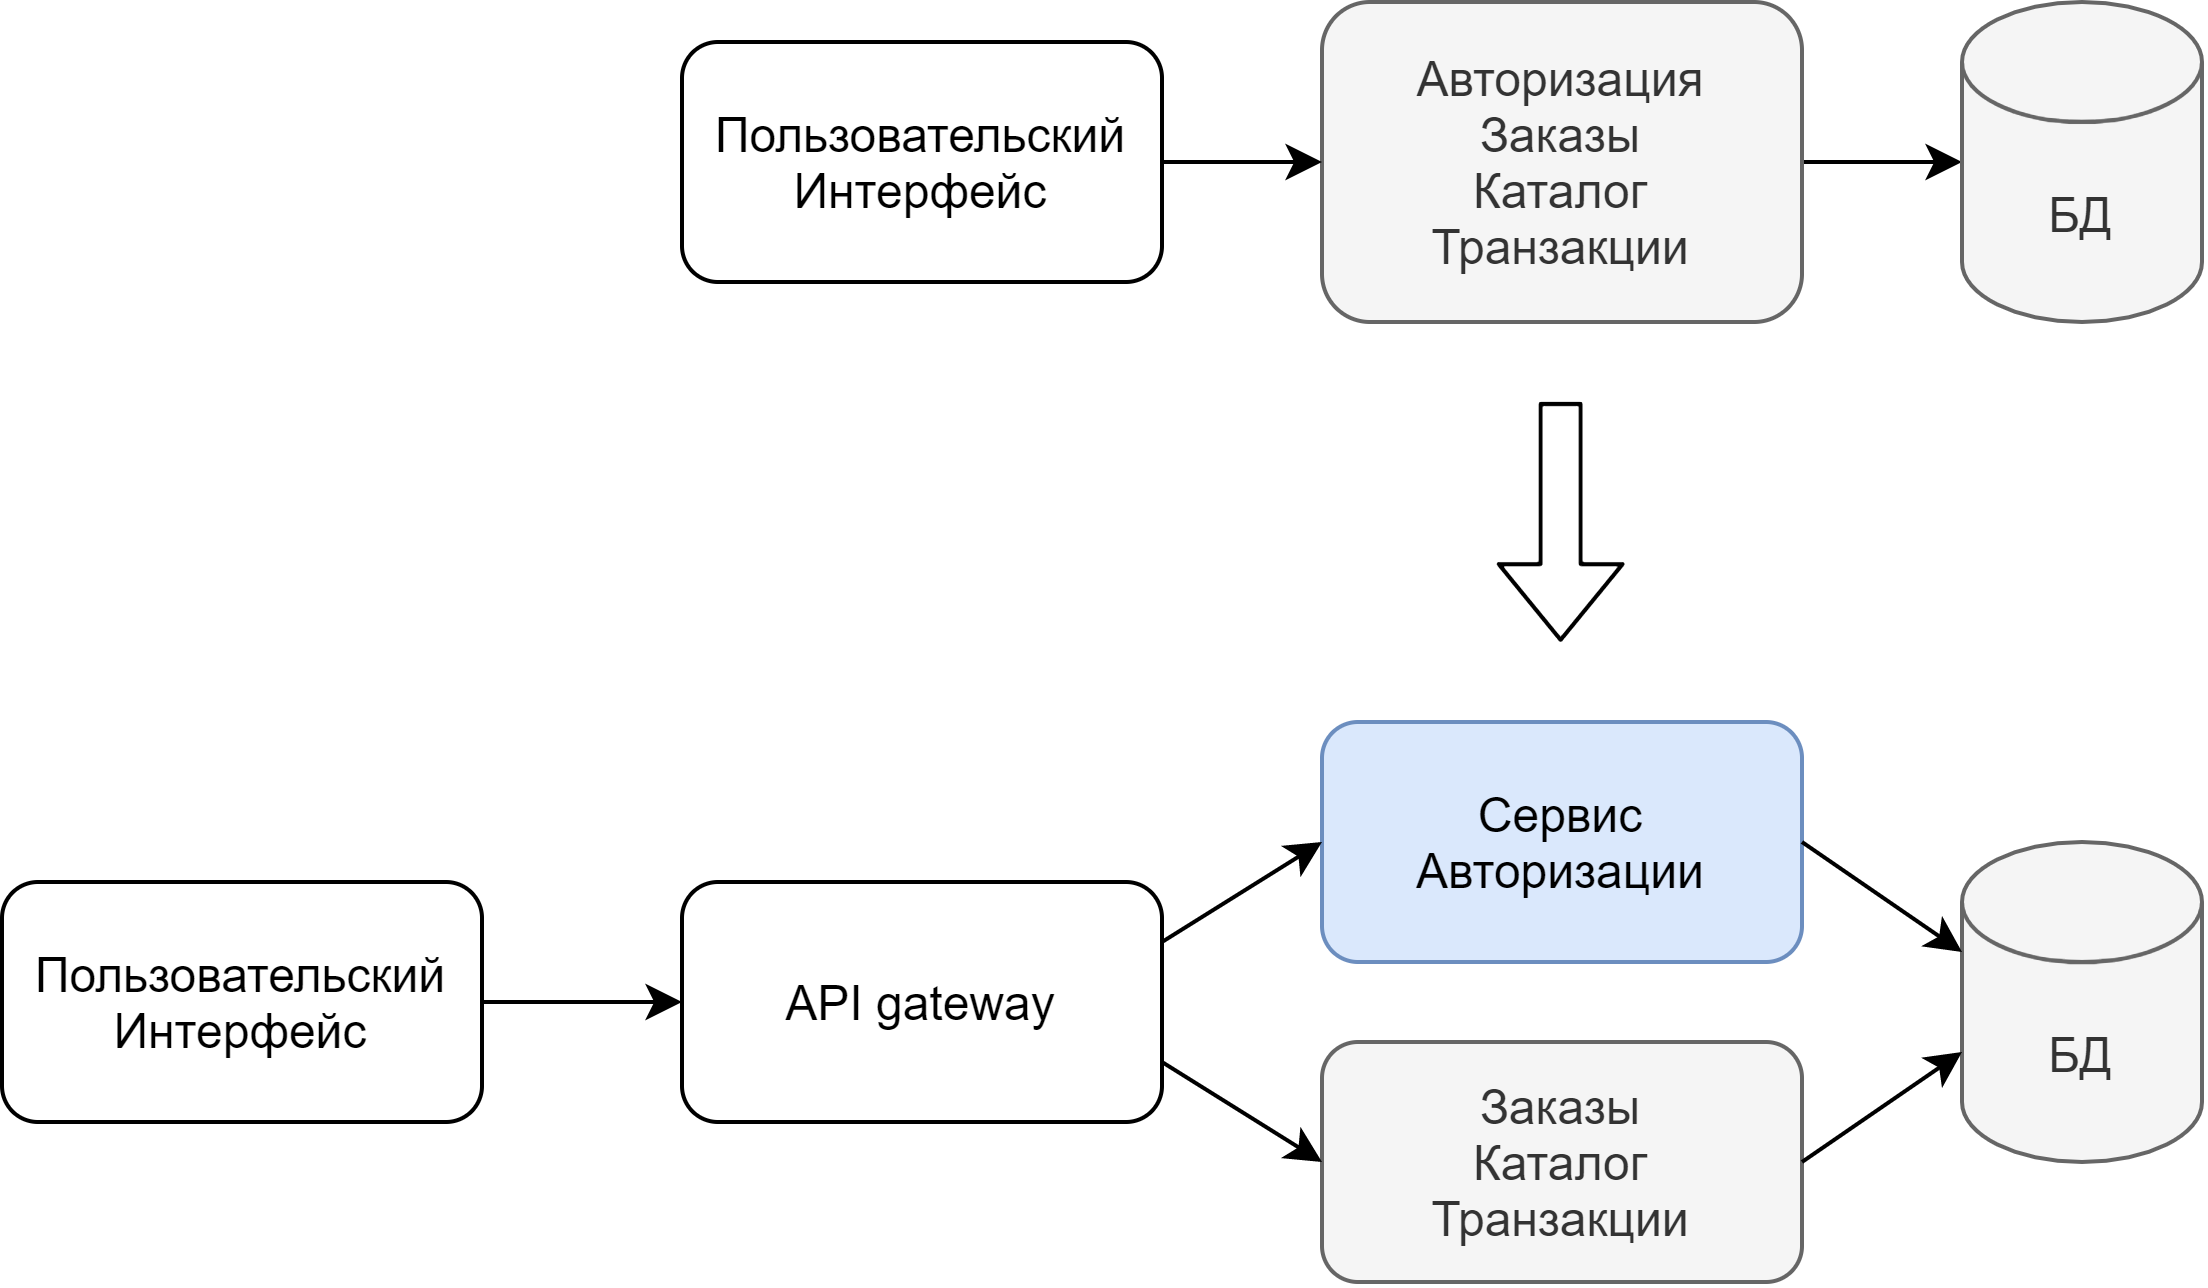 Пользовательский
Интерфейс
Авторизация
Заказы
Каталог
Транзакции
БД
Пользовательский
Интерфейс
API gateway
Сервис
Авторизации
Заказы
Каталог
Транзакции
БД